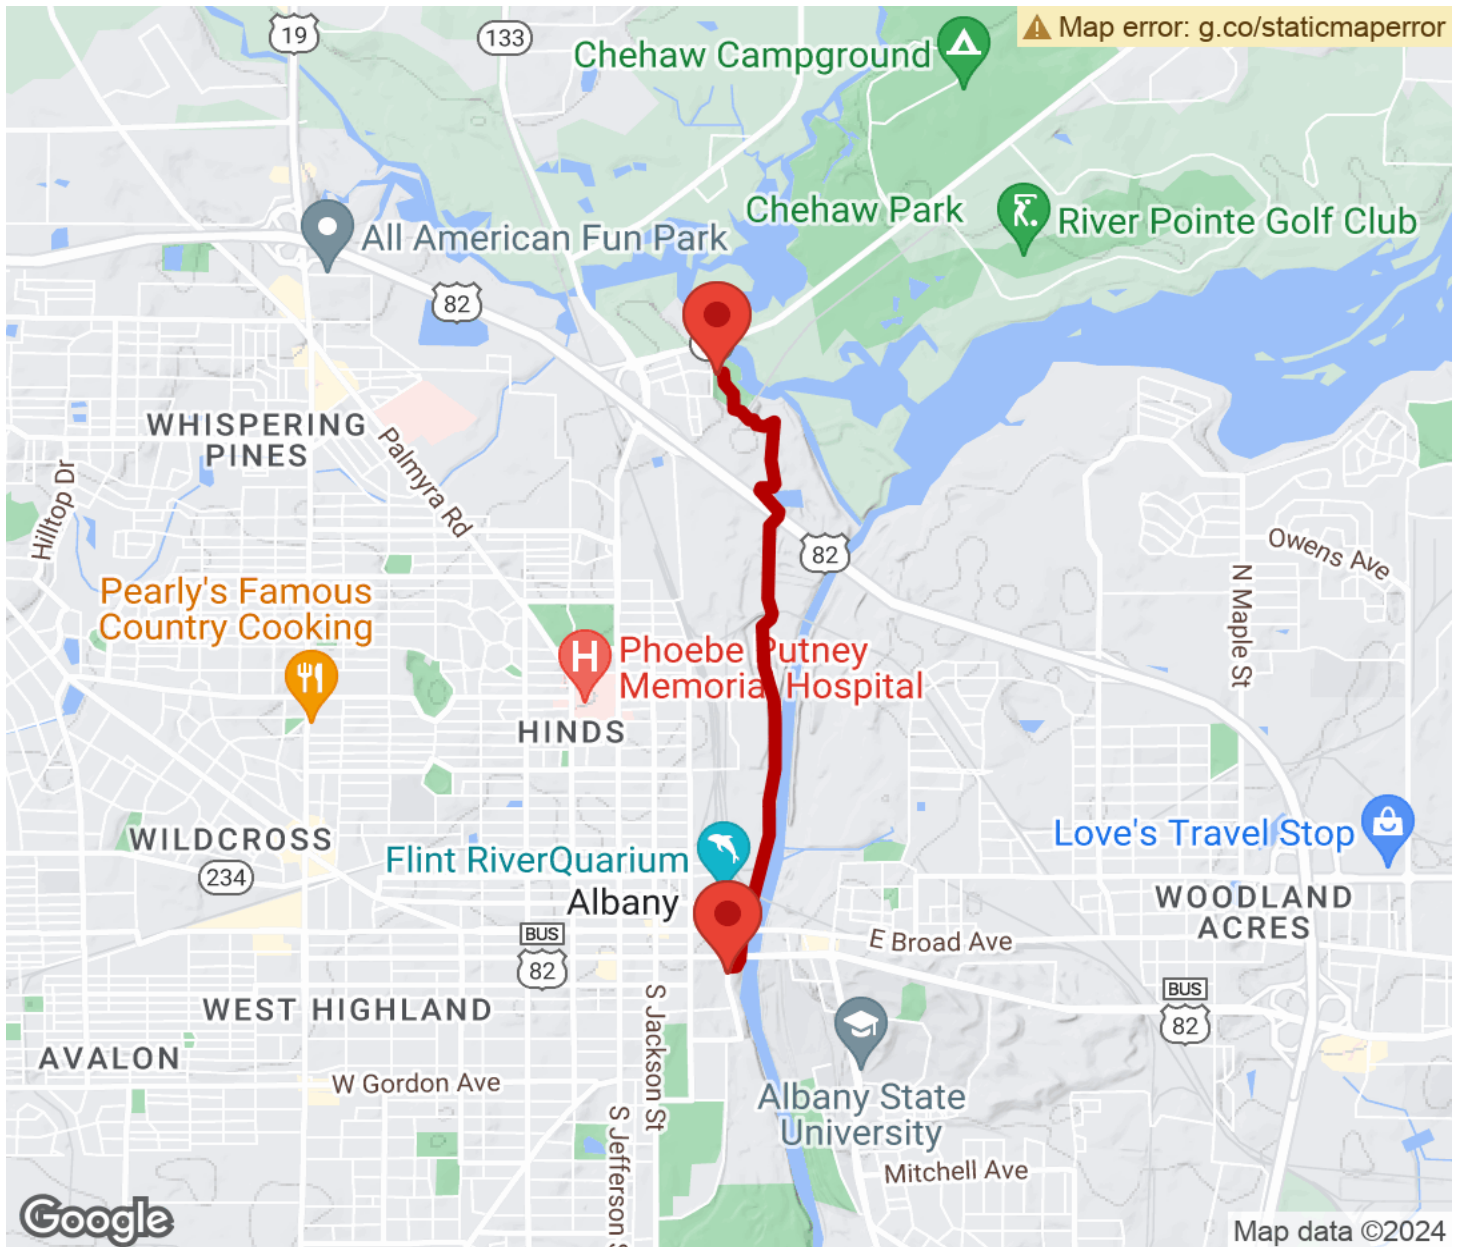 19
133
Map error: g.co/staticmaperror
Chehaw Campground
Chehaw Park
River Pointe Golf Club
All American Fun Park
82
WHISPERING
PINES
Palmyra Rd
Hilltop Dr
82
Owens Ave
N Maple St
Pearly's Famous
Country Cooking
H
Phoebe Putney
Memorial Hospital
HINDS
WILDCROSS
234
Flint RiverQuarium
Albany
Love's Travel Stop
WOODLAND
ACRES
BUS
82
E Broad Ave
BUS
82
WEST HIGHLAND
AVALON
S Jackson St
W Gordon Ave
S Jefferson S
Albany State
University
Mitchell Ave
Google
Map data ©2024